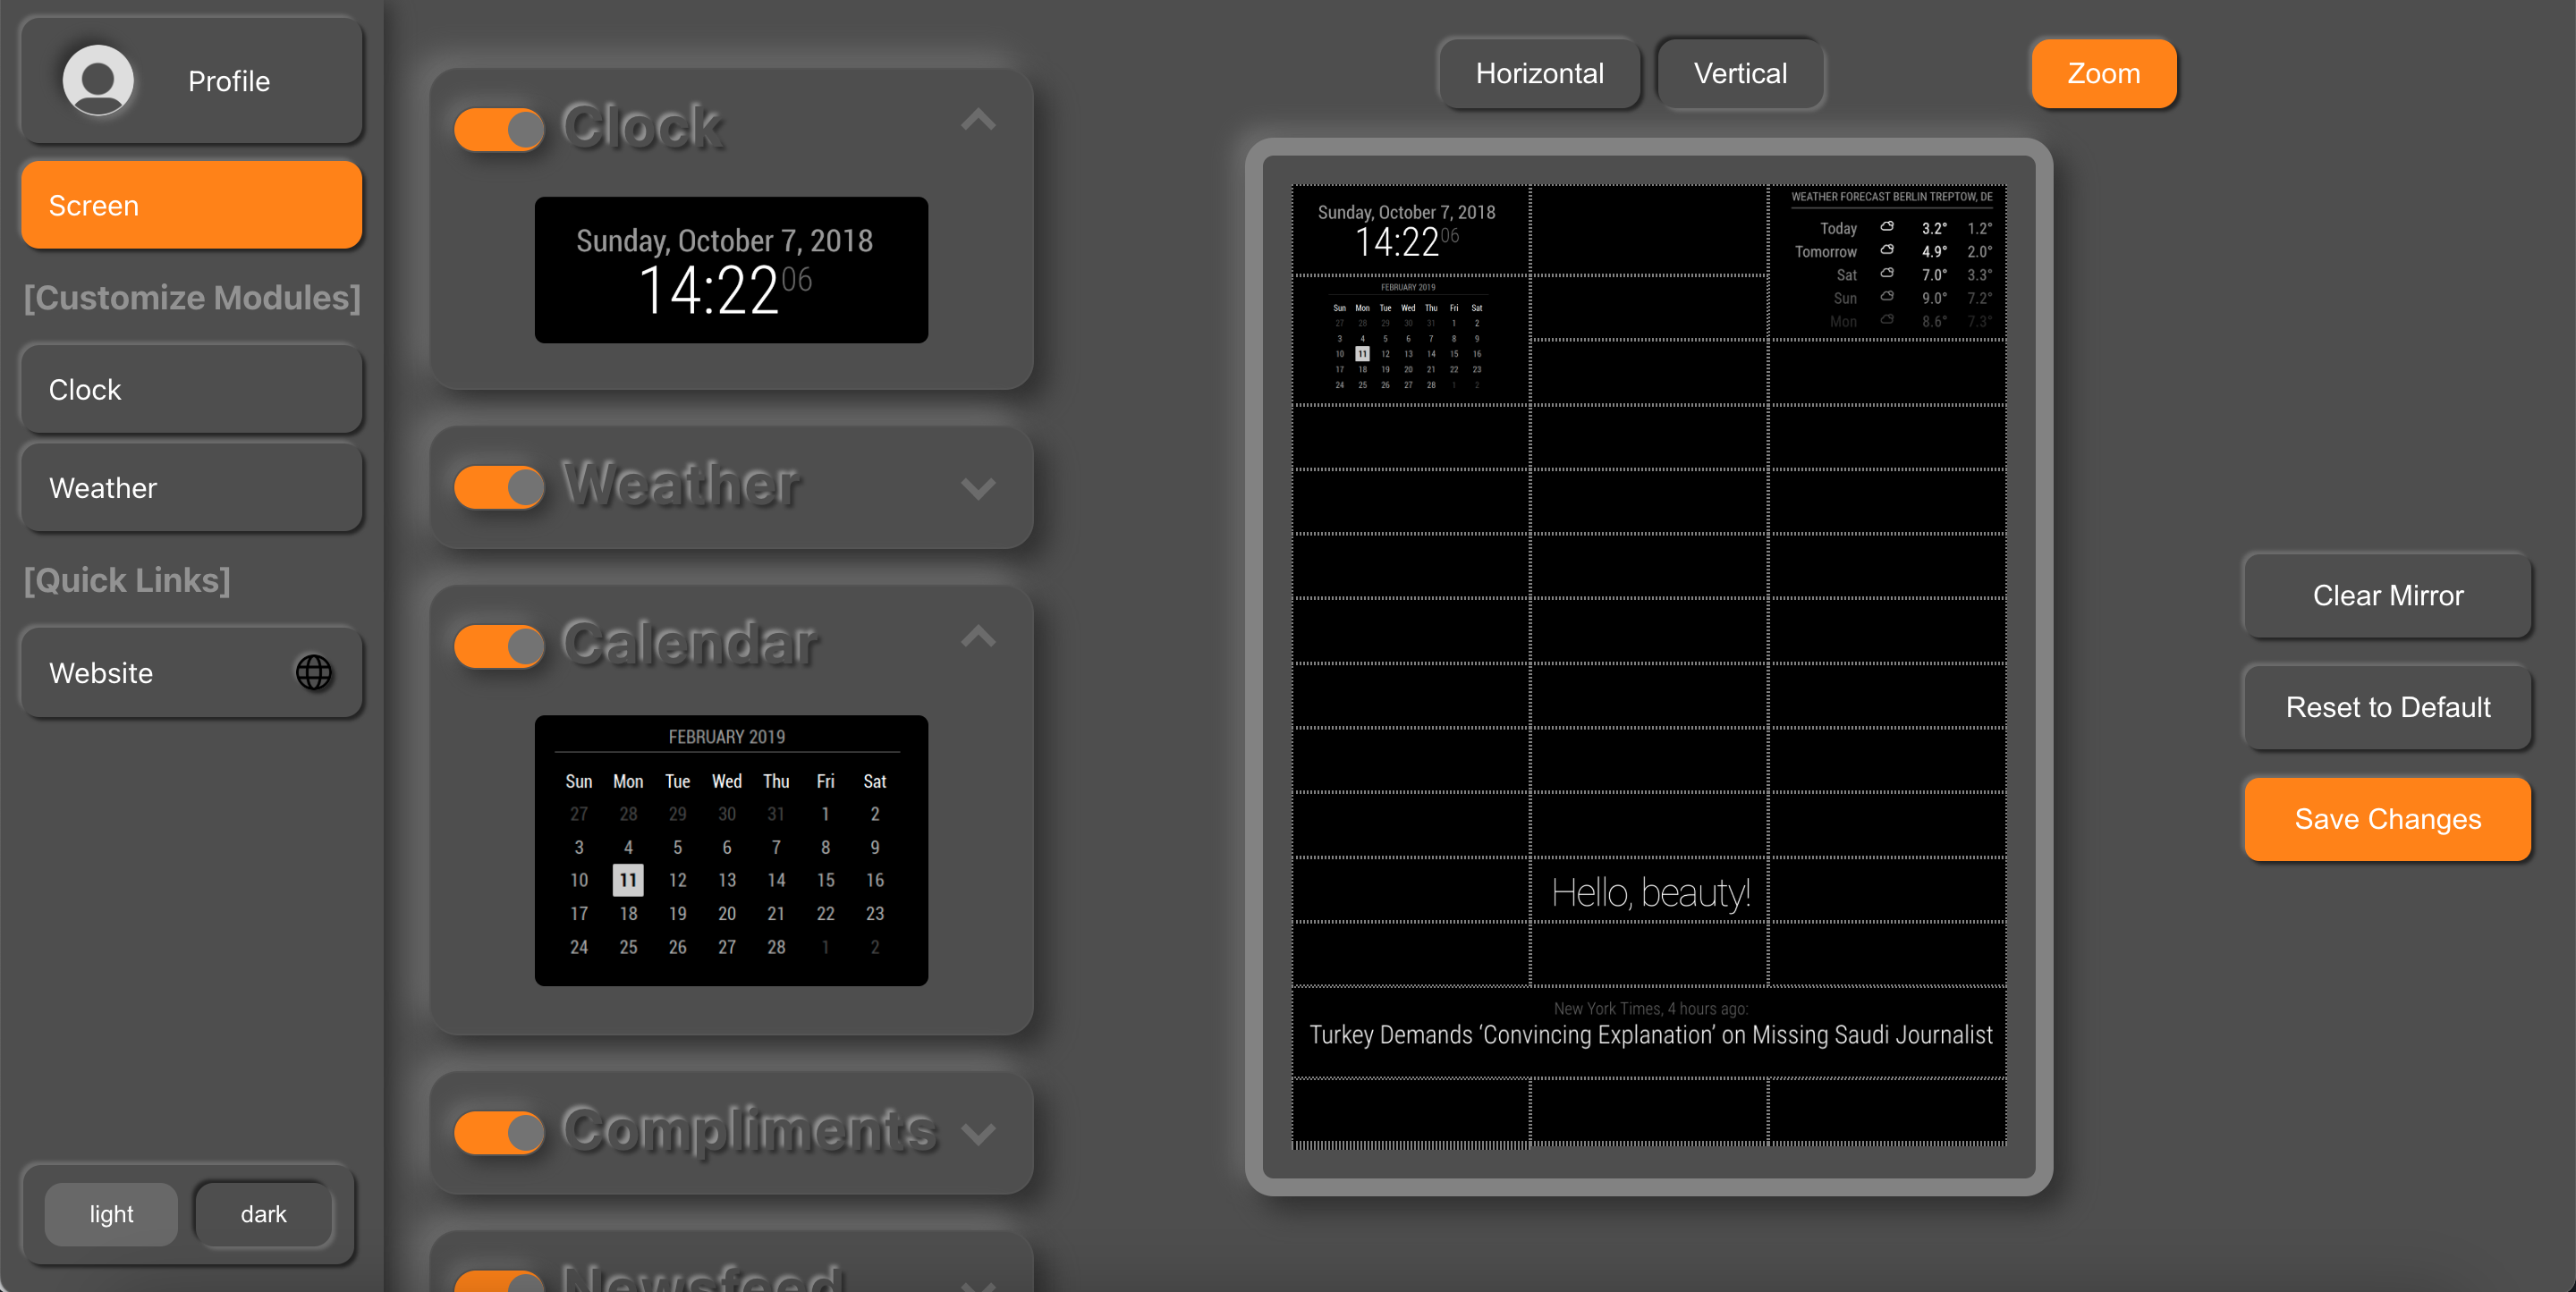 Profile
Screen
[Customize Modules]
Clock
Weather
[Quick Links]
Website
light
dark
Clock
Sunday, October 7, 2018
14:22 06
Weather
Calendar
FEBRUARY 2019
Sun Mon Tue Wed Thu Fri Sat
27 28 29 30 31 1 2
3 4 5 6 7 8 9
10 11 12 13 14 15 16
17 18 19 20 21 22 23
24 25 26 27 28 1 2
Compliments
Newsfeed
Horizontal
Vertical
Zoom
Sunday, October 7, 2018
14:22 06
FEBRUARY 2019
Sun Mon Tue Wed Thu Fri Sat
27 28 29 30 31 1 2
3 4 5 6 7 8 9
10 11 12 13 14 15 16
17 18 19 20 21 22 23
24 25 26 27 28 1 2
WEATHER FORECAST BERLIN TREPTOW, DE
Today 3.2° 1.2°
Tomorrow 4.9° 2.0°
Sat 7.0° 3.3°
Sun 9.0° 7.2°
Mon 8.6° 7.3°
Hello, beauty!
New York Times, 4 hours ago:
Turkey Demands ‘Convincing Explanation’ on Missing Saudi Journalist
Clear Mirror
Reset to Default
Save Changes